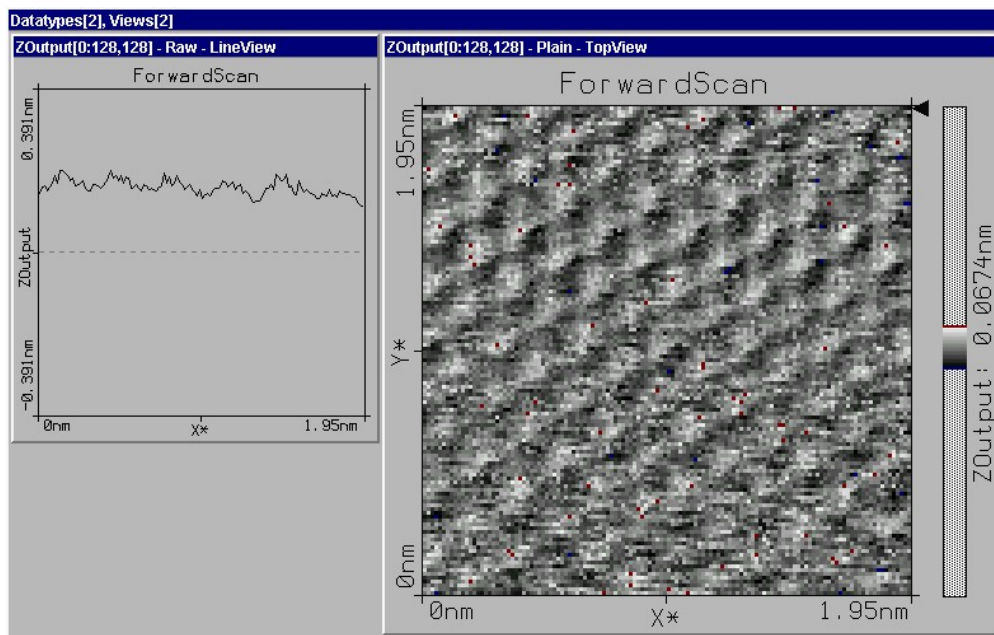 Datatypes[2], Views[2]
ZOutput[0:128,128] - Raw - LineView
ForwardScan
0.391nm
ZOutput
-0.391nm
0nm
X*
1.95nm
ZOutput[0:128,128] - Plain - TopView
ForwardScan
1.95nm
Y*
0nm
0nm
X*
1.95nm
ZOutput: 0.0674nm